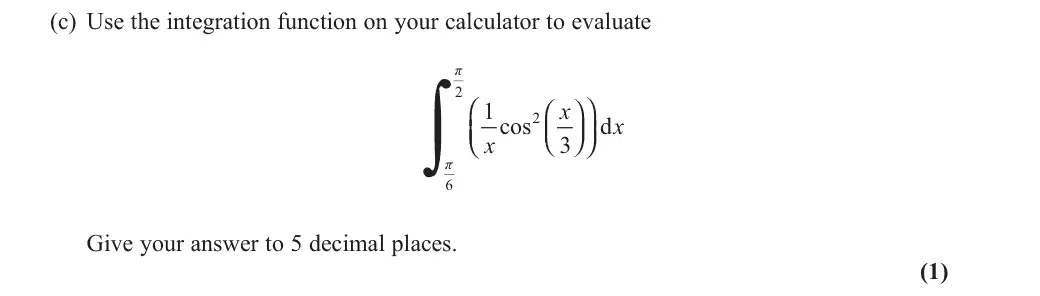 (c) Use the integration function on your calculator to evaluate
∫_{π/6}^{π/2} (1/x cos²(x/3)) dx
Give your answer to 5 decimal places.
(1)